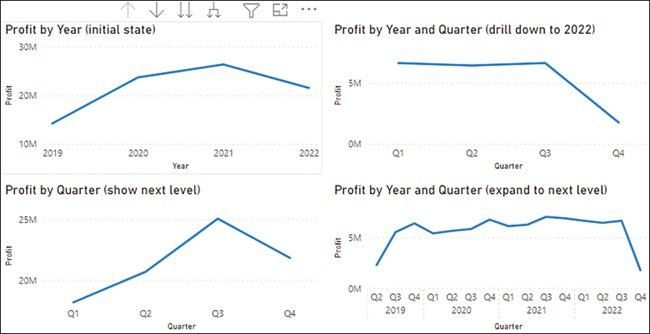 Profit by Year (initial state)
30M
20M
10M
Profit
2019 2020 2021 2022
Year
Profit by Year and Quarter (drill down to 2022)
5M
0M
Profit
Q1 Q2 Q3 Q4
Quarter
Profit by Quarter (show next level)
25M
20M
Profit
Q1 Q2 Q3 Q4
Quarter
Profit by Year and Quarter (expand to next level)
5M
0M
Profit
Q2 Q3 Q4 Q1 Q2 Q3 Q4 Q1 Q2 Q3 Q4 Q1 Q2 Q3 Q4
2019 2020 2021 2022
Quarter